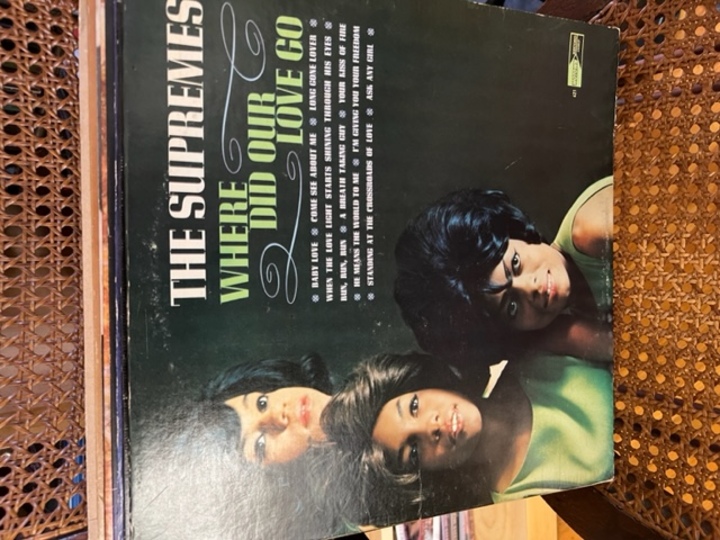 THE SUPREMES
WHERE
DID OUR
LOVE GO
BABY LOVE ※ COME SEE ABOUT ME ※ LONG GONE LOVER ※
WHEN THE LOVE LIGHT STARTS SHINING THROUGH HIS EYES ※
RUN, RUN, RUN ※ A BREATH TAKING GUY ※ YOUR KISS OF FIRE
※ HE MEANS THE WORLD TO ME ※ I'M GIVING YOU YOUR FREEDOM
※ STANDING AT THE CROSSROADS OF LOVE ※ ASK ANY GIRL ※